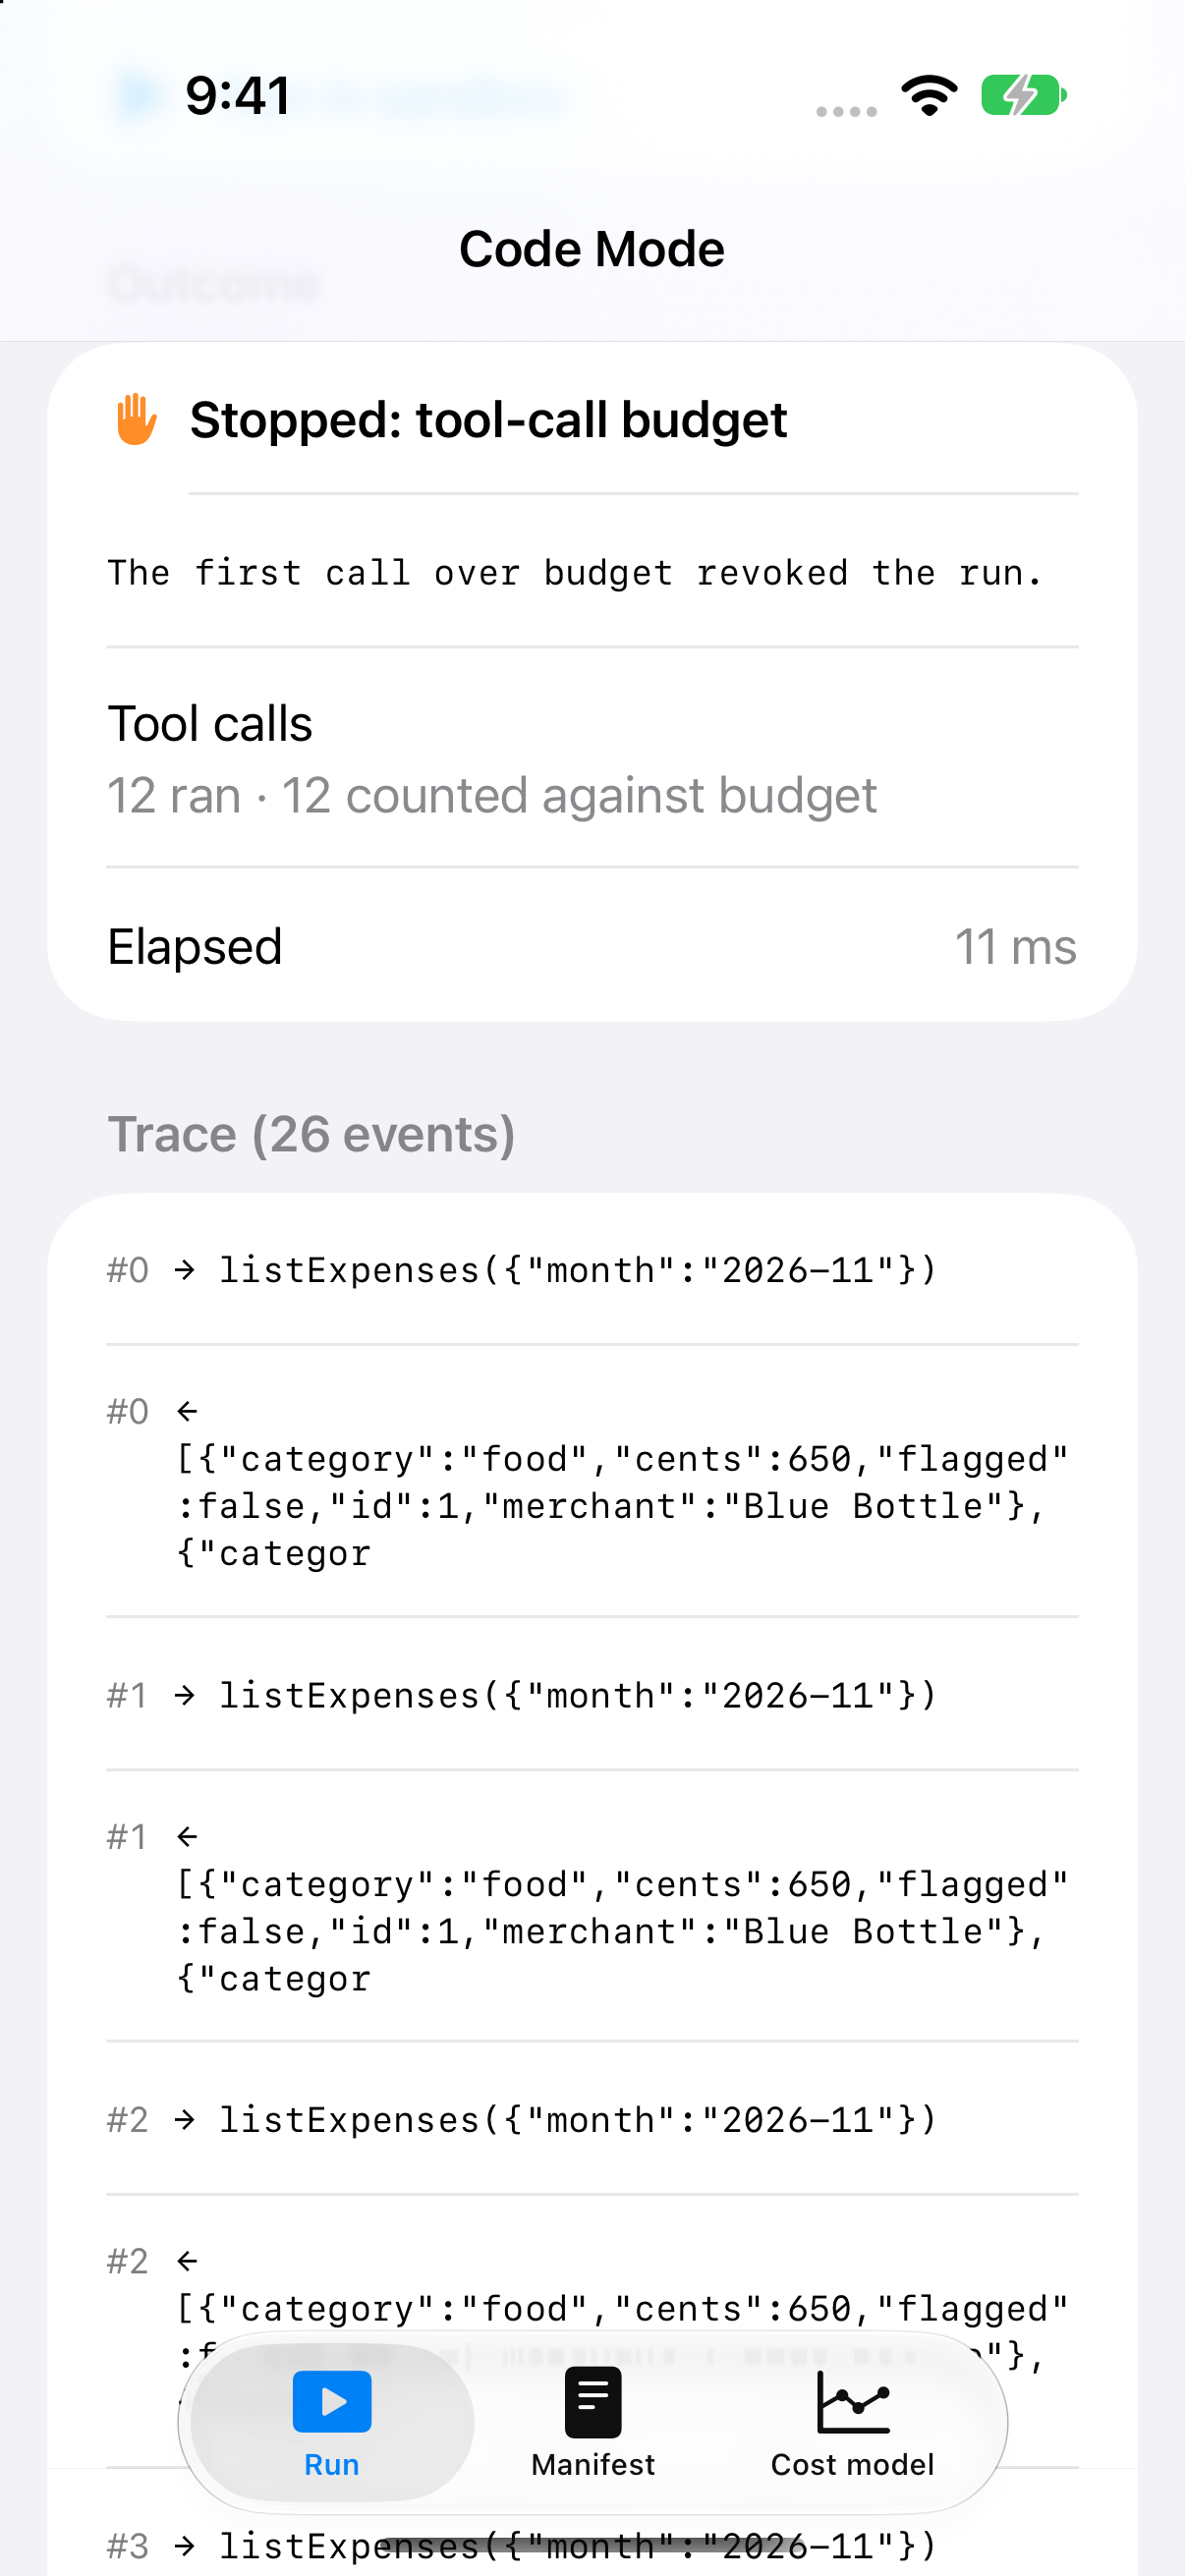 9:41
Code Mode
Outcome
Stopped: tool-call budget
The first call over budget revoked the run.
Tool calls
12 ran · 12 counted against budget
Elapsed 11 ms
Trace (26 events)
#0 → listExpenses({"month":"2026-11"})
#0 ←
[{"category":"food","cents":650,"flagged"
:false,"id":1,"merchant":"Blue Bottle"},
{"categor
#1 → listExpenses({"month":"2026-11"})
#1 ←
[{"category":"food","cents":650,"flagged"
:false,"id":1,"merchant":"Blue Bottle"},
{"categor
#2 → listExpenses({"month":"2026-11"})
#2 ←
[{"category":"food","cents":650,"flagged"
"},
Run Manifest Cost model
#3 → listExpenses({"month":"2026-11"})